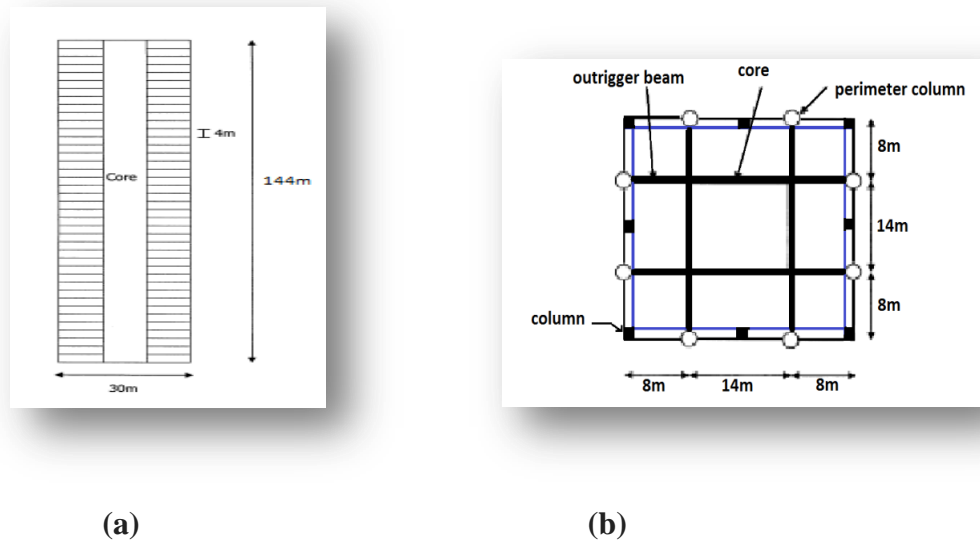 4m
Core
144m
30m
outrigger beam
core
perimeter column
8m
14m
column
8m
8m
14m
8m
(a)
(b)